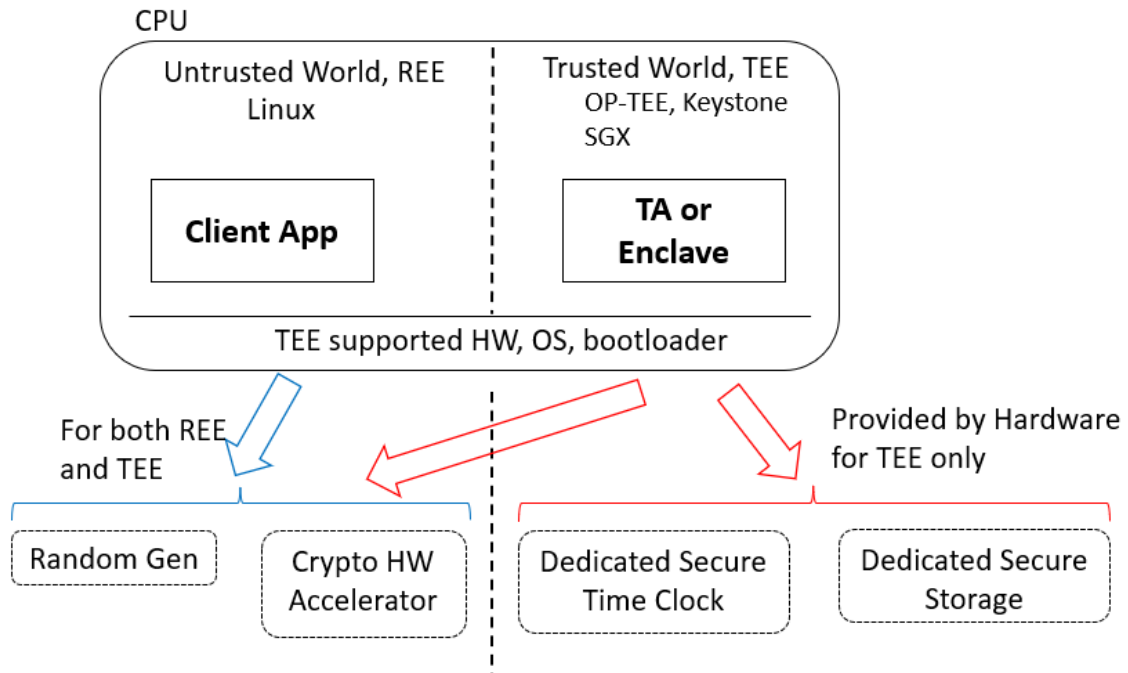 CPU
Untrusted World, REE
Linux
Trusted World, TEE
OP-TEE, Keystone
SGX
Client App
TA or
Enclave
TEE supported HW, OS, bootloader
For both REE
and TEE
Provided by Hardware
for TEE only
Random Gen
Crypto HW
Accelerator
Dedicated Secure
Time Clock
Dedicated Secure
Storage